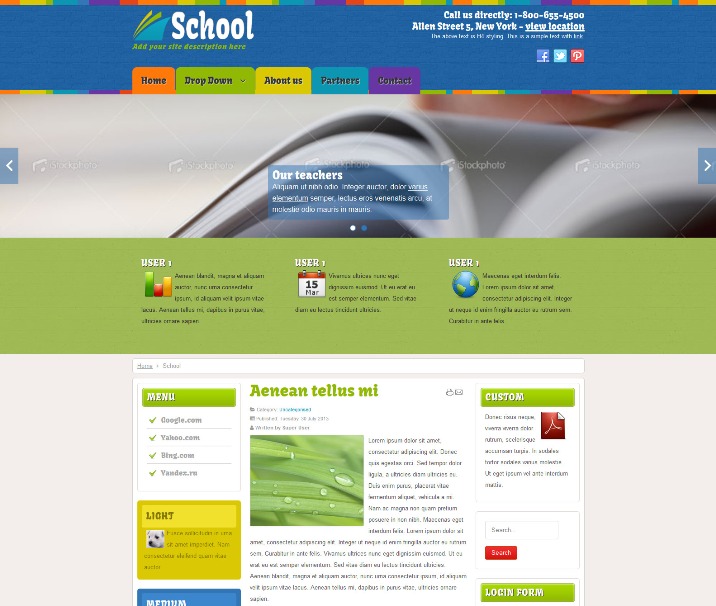 School
Add your site description here
Call us directly: 1-800-655-4500
Allen Street 5, New York - view location
The above text is H3 styling. This is a simple text with link.
Home
Drop Down
About us
Partners
Contact
iStockphoto iStockphoto iStockphoto iStockphoto iStockphoto
Our teachers
Aliquam ut nibh odio. Integer auctor, dolor varius
elementum semper, lectus eros venenatis arcu, at
molestie odio mauris in mauris.
USER 1
Aenean blandit, magna et aliquam
auctor, nunc urna consectetur
ipsum, id aliquam velit ipsum vitae
lacus. Aenean tellus mi, dapibus in purus vitae,
ultricies ornare sapien
USER 1
15
Mar
Vivamus ultrices nunc eget
dignissim euismod. Ut eu erat eu
est semper elementum. Sed vitae
diam eu lectus tincidunt ultricies.
USER 1
Maecenas eget interdum felis.
Lorem ipsum dolor sit amet
consectetur adipiscing elit. Integer
ut neque id enim fringilla auctor eu rutrum sem.
Curabitur in ante felis
Home
School
MENU
Google.com
Yahoo.com
Bing.com
Yandex.ru
LIGHT
Fusce sollicitudin in urna
sit amet imperdiet. Nam
consectetur eleifend quam vitae
auctor
MEDIUM
Aenean tellus mi
Category: Uncategorised
Published: Tuesday, 30 July 2013
Written by Super User
Lorem ipsum dolor sit amet,
consectetur adipiscing elit. Donec
quis egestas orci. Sed tempor dolor
ligula, a ultricies diam ultricies eu.
Duis enim purus, placerat vitae
fermentum aliquet, vehicula a mi.
Nam ac magna non quam pretium
posuere in non nibh. Maecenas eget
interdum felis. Lorem ipsum dolor sit
amet, consectetur adipiscing elit. Integer ut neque id enim fringilla auctor eu rutrum
sem. Curabitur in ante felis. Vivamus ultrices nunc eget dignissim euismod. Ut eu
erat eu est semper elementum. Sed vitae diam eu lectus tincidunt ultricies.
Aenean blandit, magna et aliquam auctor, nunc urna consectetur ipsum, id aliquam
velit ipsum vitae lacus. Aenean tellus mi, dapibus in purus vitae, ultricies ornare
sapien.
CUSTOM
Donec risus neque,
viverra viverra dolor
rutrum, scelerisque
accumsan turpis. In sodales
tortor sodales varius molestie.
Ut eget ipsum vel ante interdum
mattis.
Search...
Search
LOGIN FORM